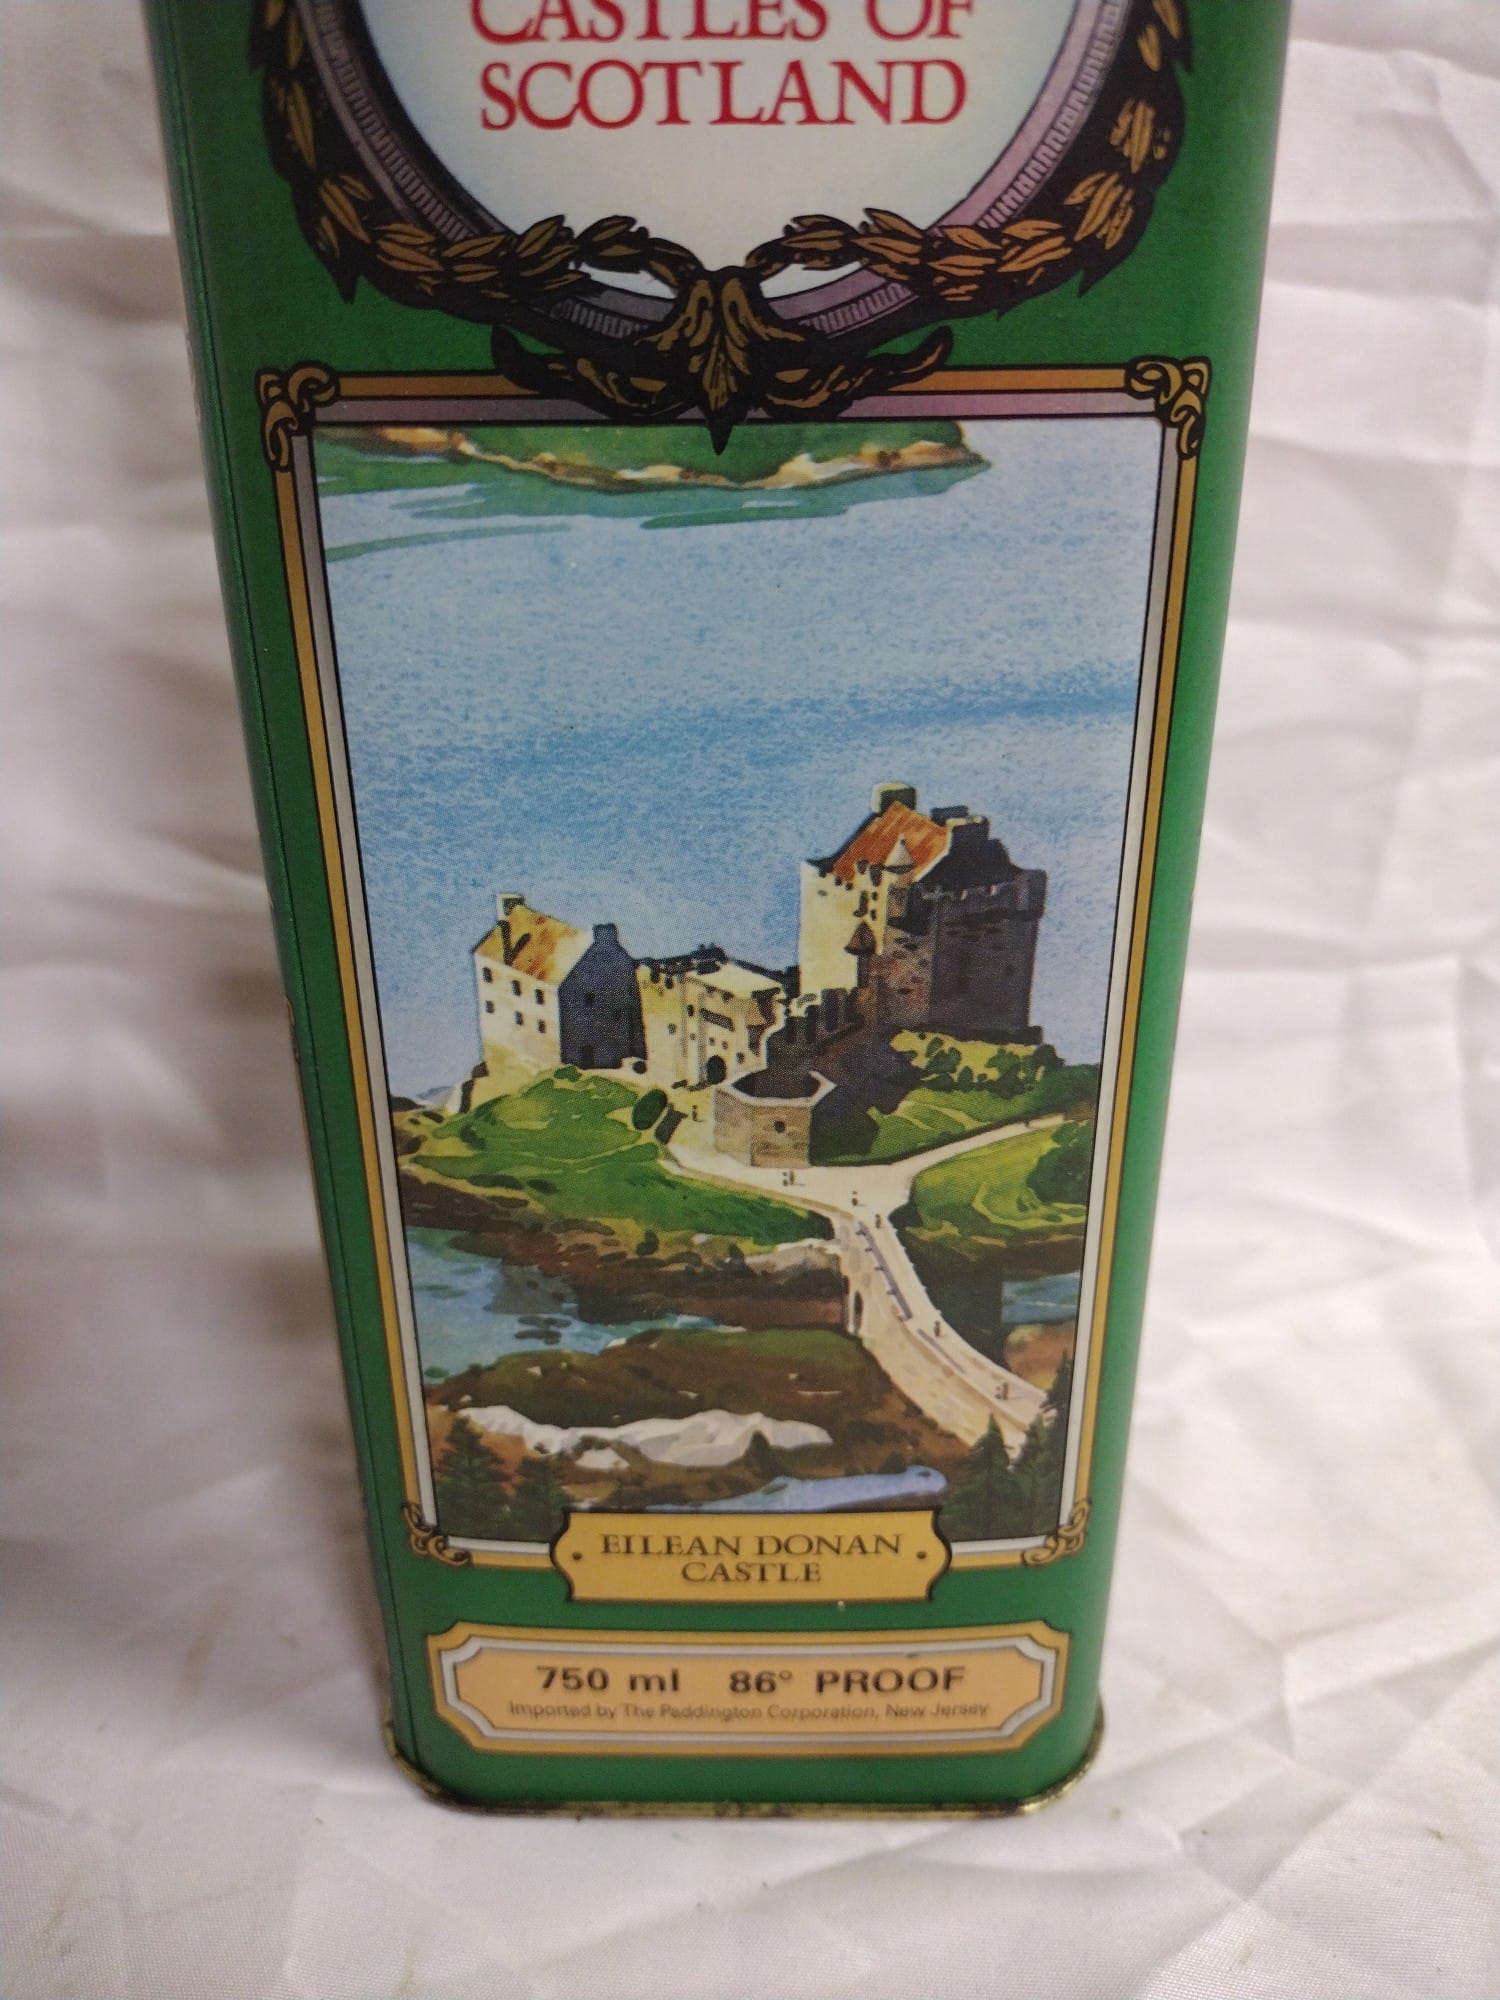 CASTLES OF
SCOTLAND
EILEAN DONAN
CASTLE
750 ml 86° PROOF
Imported by The Paddington Corporation, New Jersey